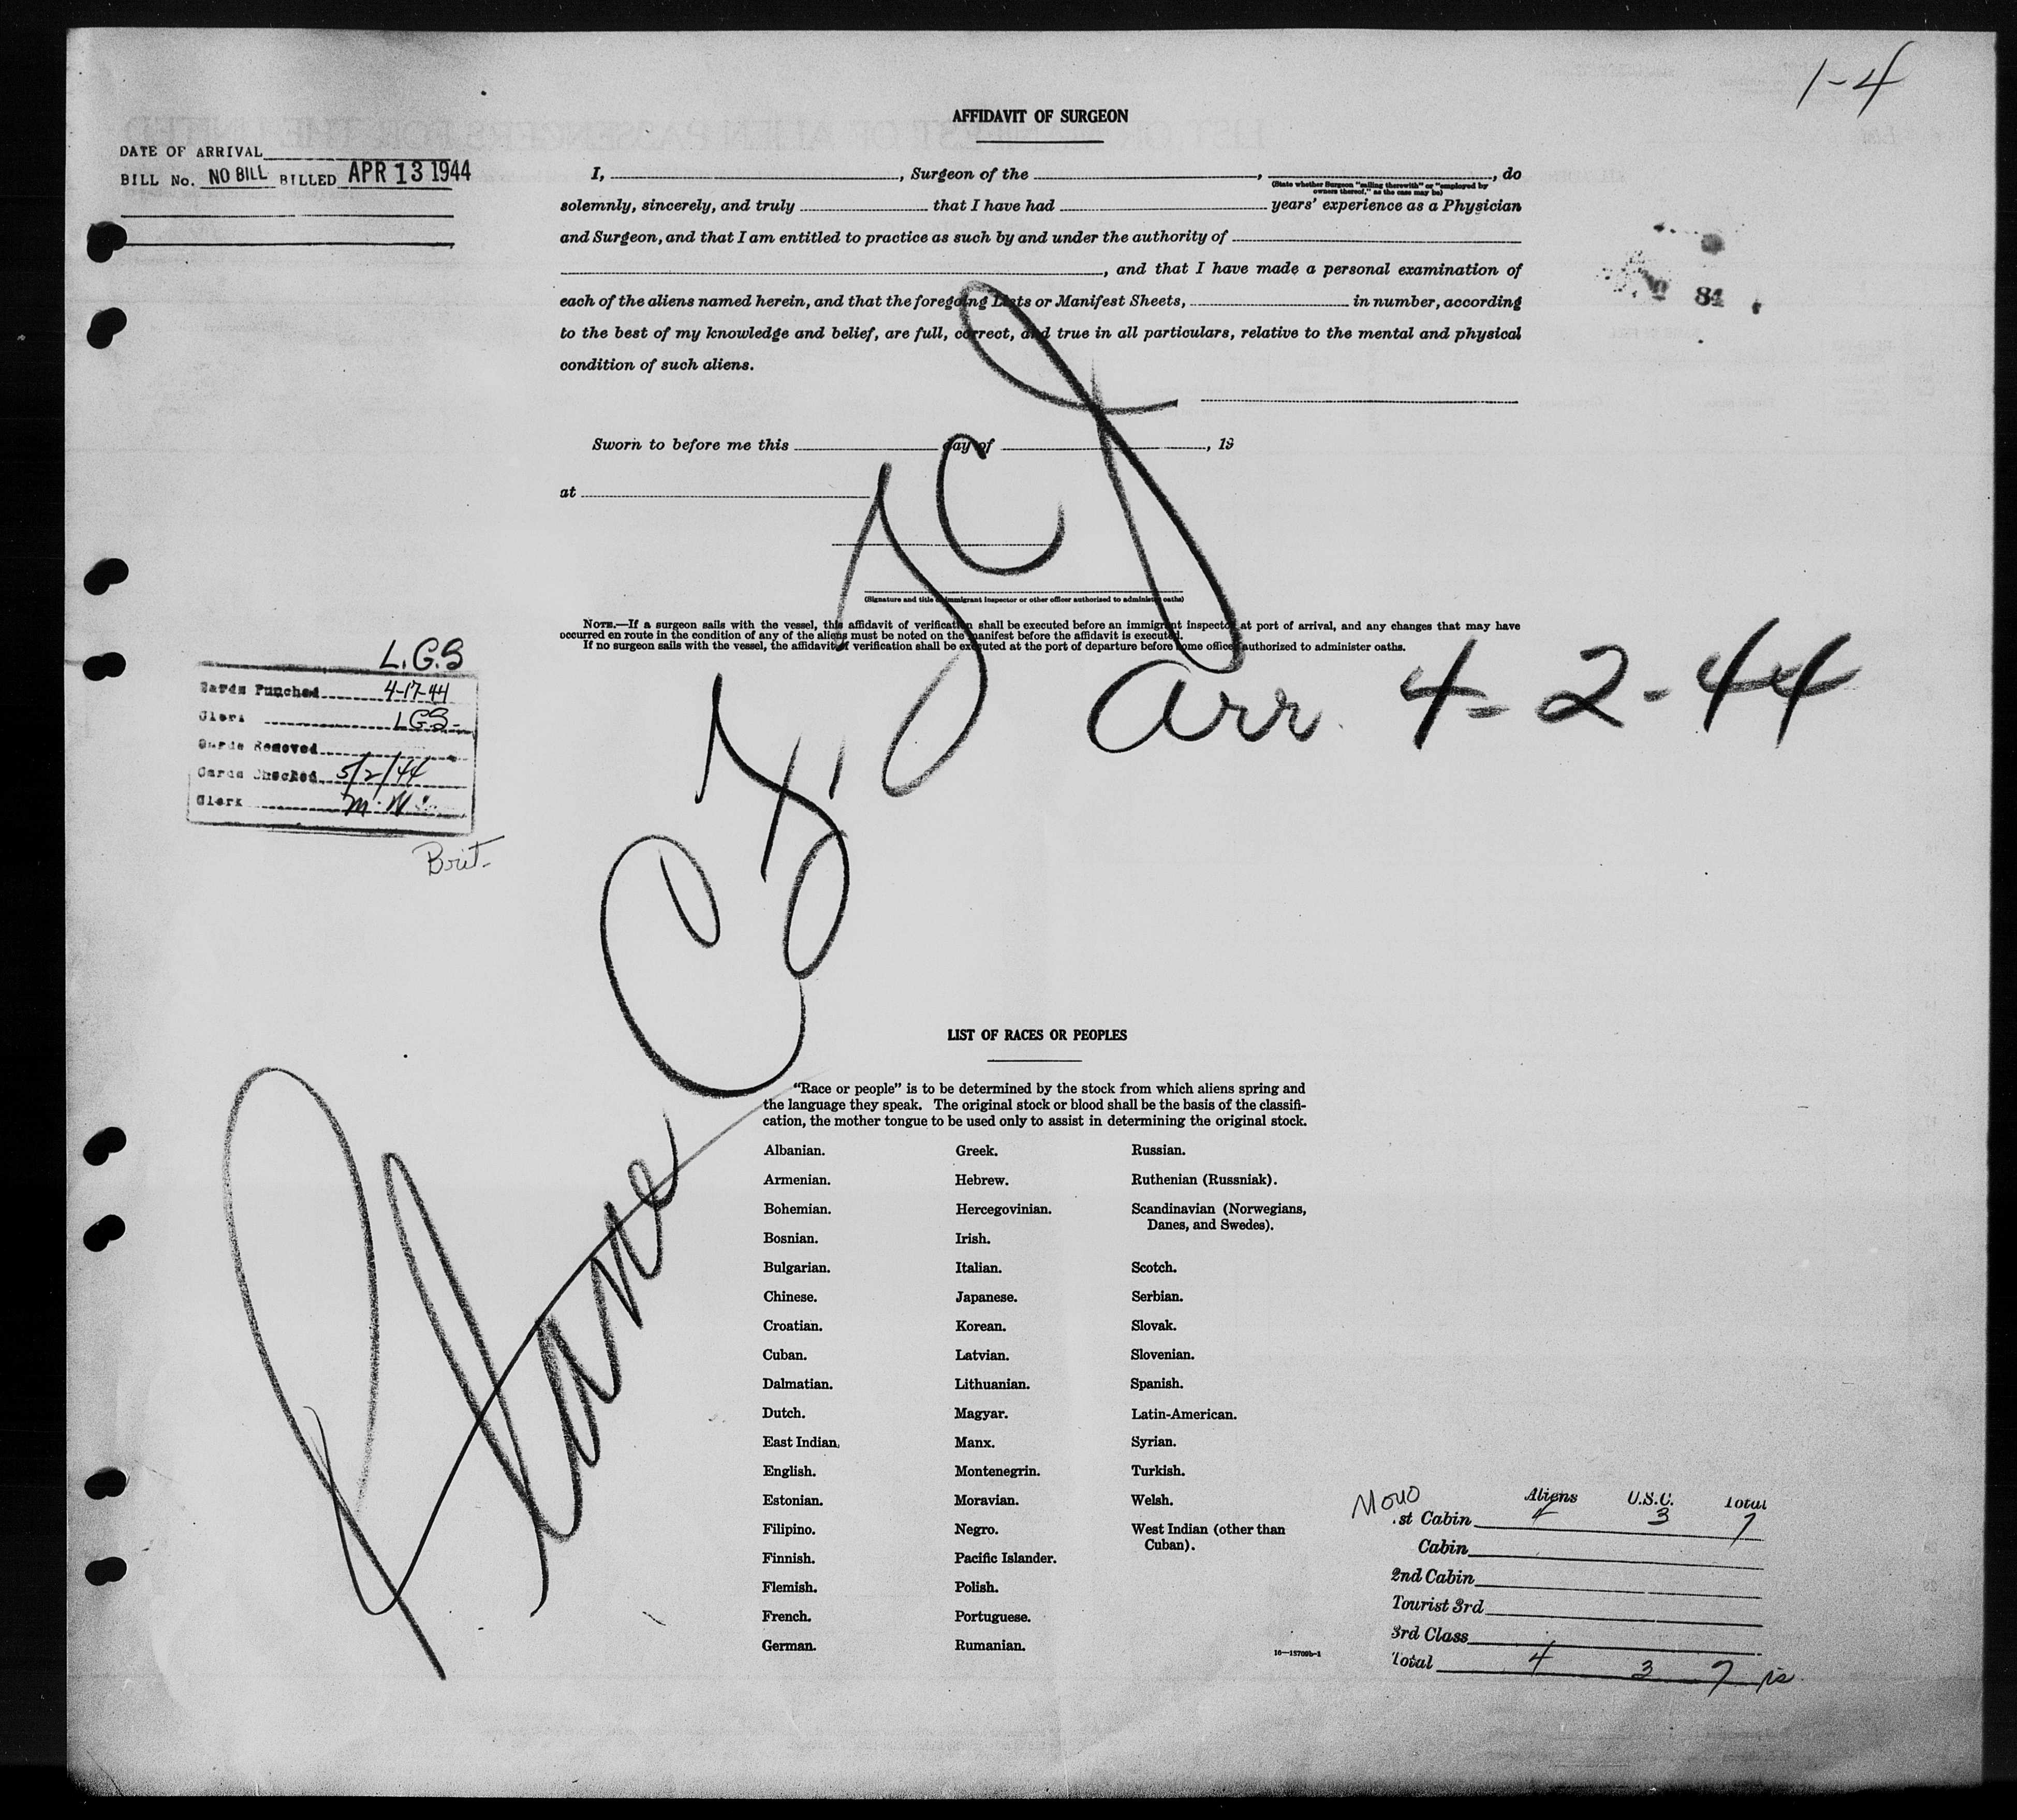 1-4
AFFIDAVIT OF SURGEON
DATE OF ARRIVAL
BILL No. NO BILL BILLED APR 13 1944
I, , Surgeon of the , , do
(State whether Surgeon "sailing therewith" or "employed by owners thereof," as the case may be)
solemnly, sincerely, and truly that I have had years' experience as a Physician
and Surgeon, and that I am entitled to practice as such by and under the authority of
, and that I have made a personal examination of
each of the aliens named herein, and that the foregoing Lists or Manifest Sheets, in number, according
to the best of my knowledge and belief, are full, correct, and true in all particulars, relative to the mental and physical
condition of such aliens.
84
Sworn to before me this day of , 19
at
(Signature and title of immigrant inspector or other officer authorized to administer oaths)
NOTE.—If a surgeon sails with the vessel, this affidavit of verification shall be executed before an immigrant inspector at port of arrival, and any changes that may have
occurred en route in the condition of any of the aliens must be noted on the manifest before the affidavit is executed.
If no surgeon sails with the vessel, the affidavit of verification shall be executed at the port of departure before some officer authorized to administer oaths.
Arr. 4-2-44
L.G.S
Cards Punched 4-17-44
Clerk LGS-
Cards Removed
Cards Checked 5/2/44
Clerk
Brit-
Plane
LIST OF RACES OR PEOPLES
"Race or people" is to be determined by the stock from which aliens spring and
the language they speak. The original stock or blood shall be the basis of the classifi-
cation, the mother tongue to be used only to assist in determining the original stock.
Albanian. Greek. Russian.
Armenian. Hebrew. Ruthenian (Russniak).
Bohemian. Hercegovinian. Scandinavian (Norwegians,
Danes, and Swedes).
Bosnian. Irish.
Bulgarian. Italian. Scotch.
Chinese. Japanese. Serbian.
Croatian. Korean. Slovak.
Cuban. Latvian. Slovenian.
Dalmatian. Lithuanian. Spanish.
Dutch. Magyar. Latin-American.
East Indian. Manx. Syrian.
English. Montenegrin. Turkish.
Estonian. Moravian. Welsh.
Filipino. Negro. West Indian (other than
Cuban).
Finnish. Pacific Islander.
Flemish. Polish.
French. Portuguese.
German. Rumanian.
16—13709b-1
Aliens U.S.C. Total
st Cabin 4 3 7
Cabin
2nd Cabin
Tourist 3rd
3rd Class
Total 4 3 7